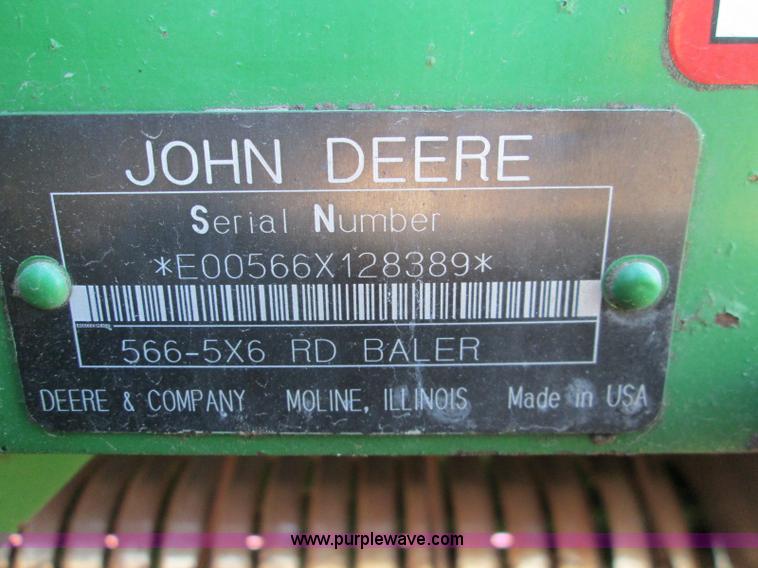 JOHN DEERE
Serial Number
*E00566X128389*
566-5X6 RD BALER
DEERE & COMPANY MOLINE, ILLINOIS Made in USA
www.purplewave.com